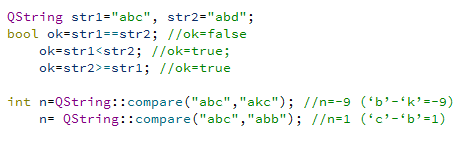 QString str1="abc", str2="abd";
bool ok=str1==str2; //ok=false
ok=str1<str2; //ok=true;
ok=str2>=str1; //ok=true
int n=QString::compare("abc","akc"); //n=-9 (‘b’-‘k’=-9)
n= QString::compare("abc","abb"); //n=1 (‘c’-‘b’=1)